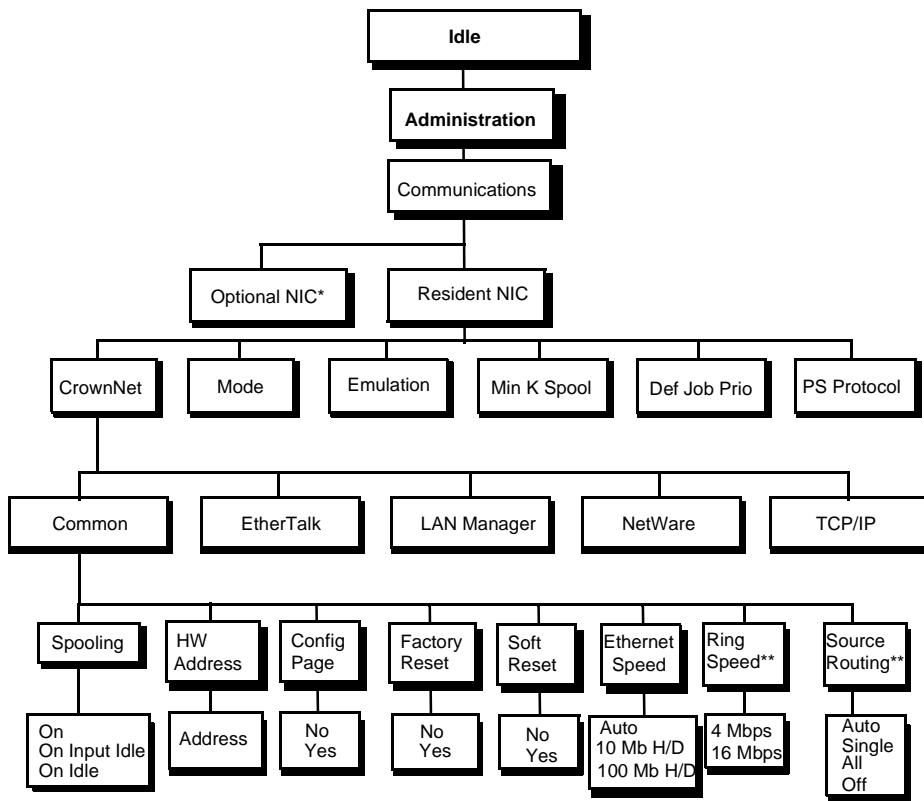 Idle
Administration
Communications
Optional NIC*
Resident NIC
CrownNet
Mode
Emulation
Min K Spool
Def Job Prio
PS Protocol
Common
EtherTalk
LAN Manager
NetWare
TCP/IP
Spooling
HW
Address
Config
Page
Factory
Reset
Soft
Reset
Ethernet
Speed
Ring
Speed**
Source
Routing**
On
On Input Idle
On Idle
Address
No
Yes
No
Yes
No
Yes
Auto
10 Mb H/D
100 Mb H/D
4 Mbps
16 Mbps
Auto
Single
All
Off